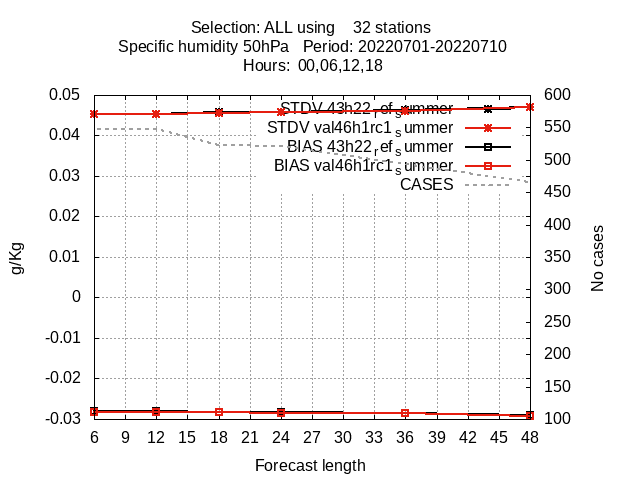 Selection: ALL using    32 stations
Specific humidity 50hPa   Period: 20220701-20220710
Hours:  00,06,12,18
0.05
0.04
0.03
0.02
0.01
0
-0.01
-0.02
-0.03
g/Kg
STDV 43h22_ref_summer
STDV val46h1rc1_summer
BIAS 43h22_ref_summer
BIAS val46h1rc1_summer
CASES
600
550
500
450
400
350
300
250
200
150
100
No cases
6 9 12 15 18 21 24 27 30 33 36 39 42 45 48
Forecast length